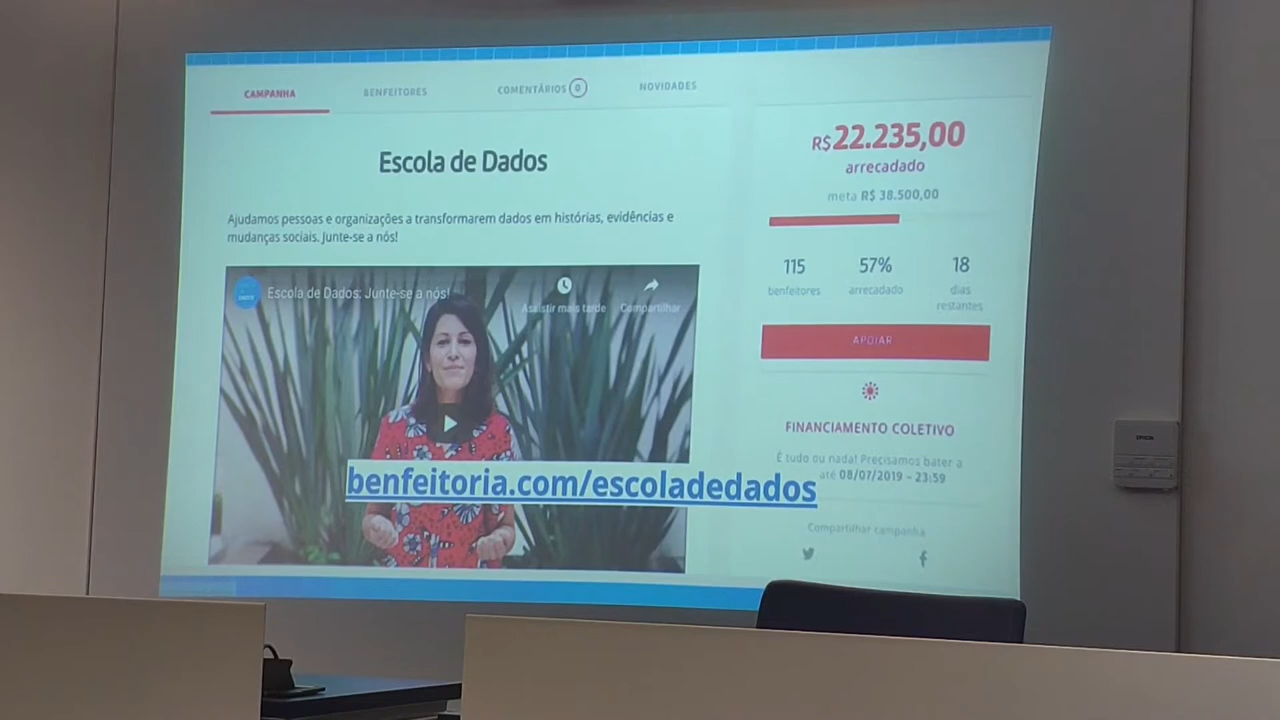 CAMPANHA
BENFEITORES
COMENTÁRIOS 0
NOVIDADES
Escola de Dados
Ajudamos pessoas e organizações a transformarem dados em histórias, evidências e
mudanças sociais. Junte-se a nós!
Escola de Dados: Junte-se a nós!
Assistir mais tarde
Compartilhar
benfeitoria.com/escoladedados
R$22.235,00
arrecadado
meta R$ 38.500,00
115
benfeitores
57%
arrecadado
18
dias
restantes
APOIAR
FINANCIAMENTO COLETIVO
É tudo ou nada! Precisamos bater a
até 08/07/2019 - 23:59
Compartilhar campanha
EPSON